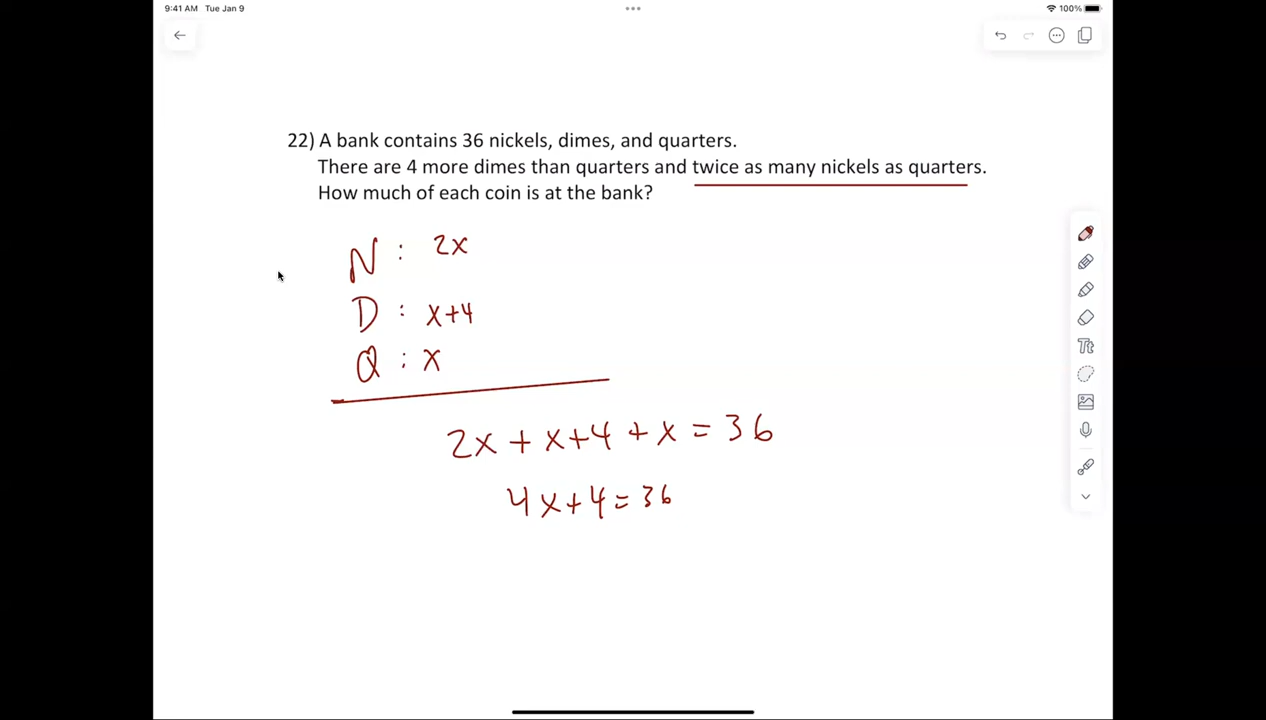 9:41 AM Tue Jan 9
100%
22) A bank contains 36 nickels, dimes, and quarters.
There are 4 more dimes than quarters and twice as many nickels as quarters.
How much of each coin is at the bank?
N : 2x
D : x+4
Q : x
2x + x+4 + x = 36
4x+4=36
Tt